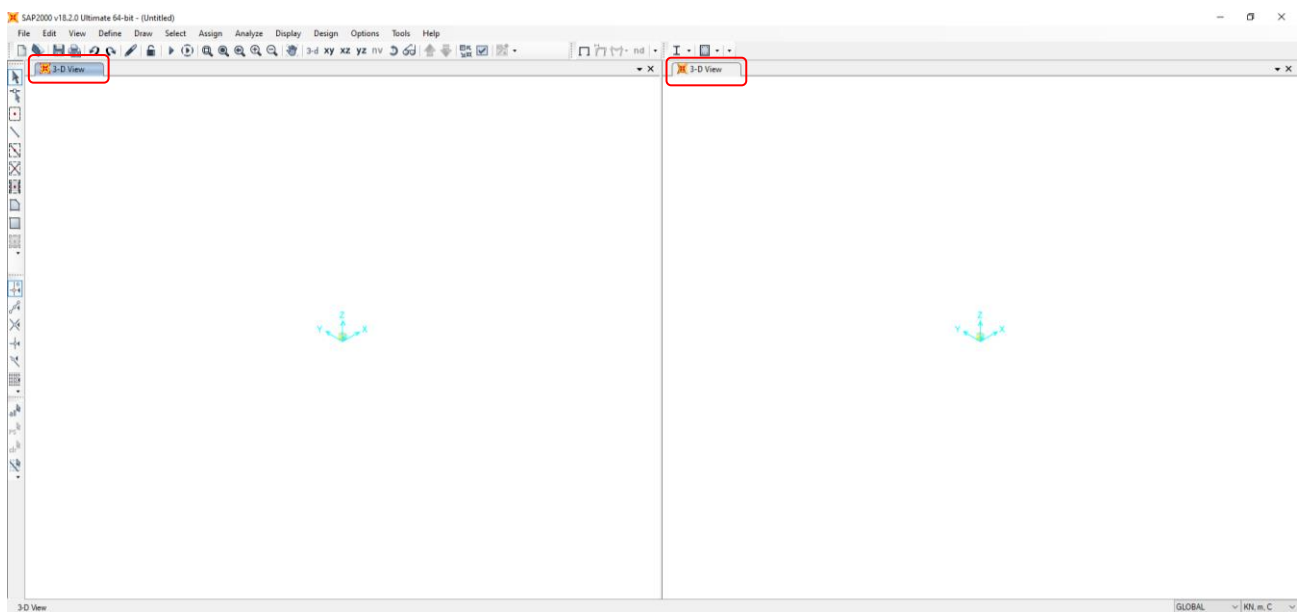 SAP2000 v18.2.0 Ultimate 64-bit - (Untitled)
File Edit View Define Draw Select Assign Analyze Display Design Options Tools Help
3-d xy xz yz nv nd
3-D View
3-D View
Z
Y X
Z
Y X
3-D View
GLOBAL KN, m, C